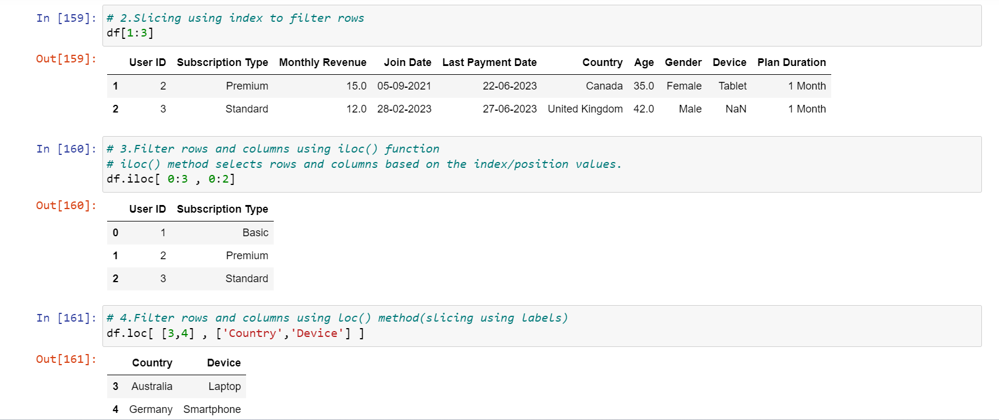 In [159]: # 2.Slicing using index to filter rows
df[1:3]
Out[159]: User ID Subscription Type Monthly Revenue Join Date Last Payment Date Country Age Gender Device Plan Duration
1 2 Premium 15.0 05-09-2021 22-06-2023 Canada 35.0 Female Tablet 1 Month
2 3 Standard 12.0 28-02-2023 27-06-2023 United Kingdom 42.0 Male NaN 1 Month
In [160]: # 3.Filter rows and columns using iloc() function
# iloc() method selects rows and columns based on the index/position values.
df.iloc[ 0:3 , 0:2]
Out[160]: User ID Subscription Type
0 1 Basic
1 2 Premium
2 3 Standard
In [161]: # 4.Filter rows and columns using loc() method(slicing using labels)
df.loc[ [3,4] , ['Country','Device'] ]
Out[161]: Country Device
3 Australia Laptop
4 Germany Smartphone